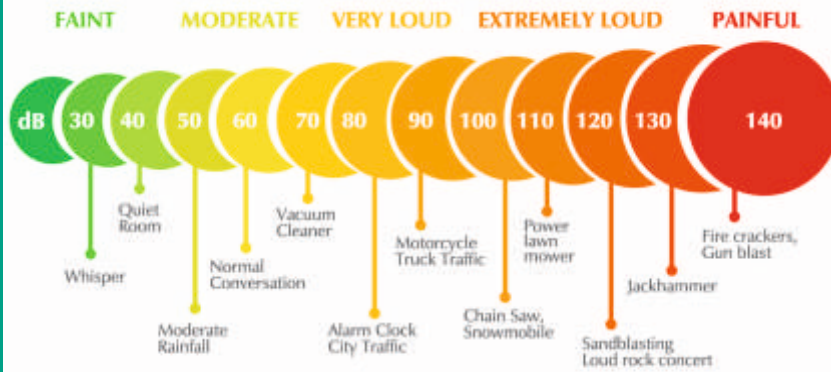 FAINT MODERATE VERY LOUD EXTREMELY LOUD PAINFUL
dB 30 40 50 60 70 80 90 100 110 120 130 140
Whisper
Quiet
Room
Moderate
Rainfall
Normal
Conversation
Vacuum
Cleaner
Alarm Clock
City Traffic
Motorcycle
Truck Traffic
Chain Saw,
Snowmobile
Power
lawn
mower
Sandblasting
Loud rock concert
Jackhammer
Fire crackers,
Gun blast